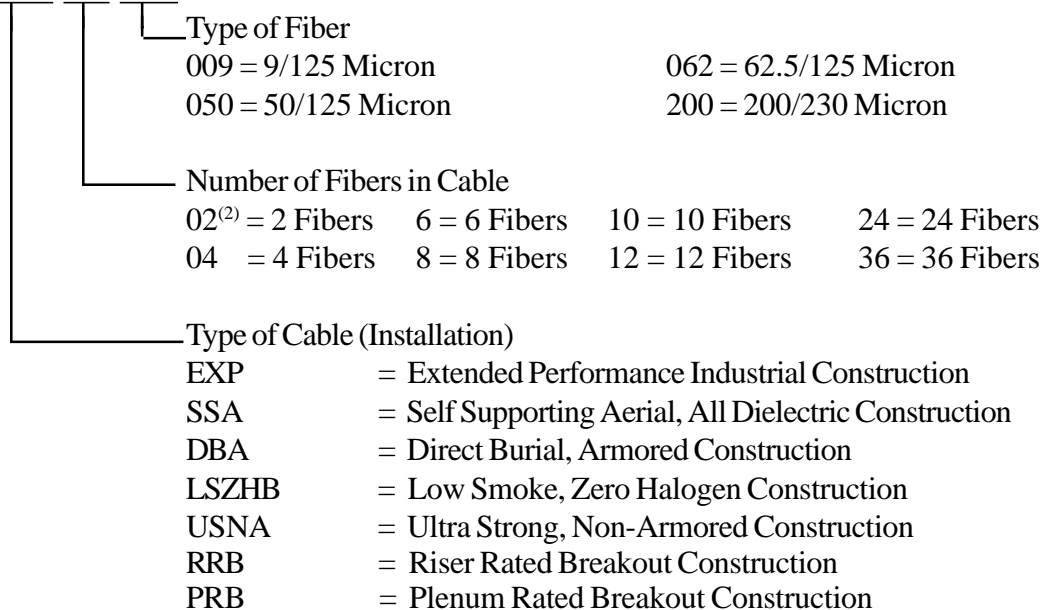 Type of Fiber
009 = 9/125 Micron 062 = 62.5/125 Micron
050 = 50/125 Micron 200 = 200/230 Micron
Number of Fibers in Cable
02(2) = 2 Fibers 6 = 6 Fibers 10 = 10 Fibers 24 = 24 Fibers
04 = 4 Fibers 8 = 8 Fibers 12 = 12 Fibers 36 = 36 Fibers
Type of Cable (Installation)
EXP = Extended Performance Industrial Construction
SSA = Self Supporting Aerial, All Dielectric Construction
DBA = Direct Burial, Armored Construction
LSZHB = Low Smoke, Zero Halogen Construction
USNA = Ultra Strong, Non-Armored Construction
RRB = Riser Rated Breakout Construction
PRB = Plenum Rated Breakout Construction